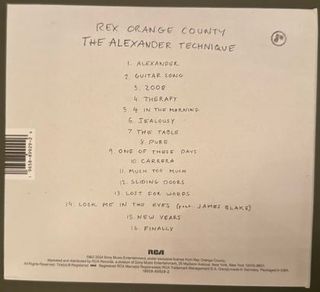 REX ORANGE COUNTY
THE ALEXANDER TECHNIQUE
1. ALEXANDER
2. GUITAR SONG
3. 2008
4. THERAPY
5. 4 IN THE MORNING
6. JEALOUSY
7. THE TABLE
8. PURE
9. ONE OF THESE DAYS
10. CARRERA
11. MUCH TOO MUCH
12. SLIDING DOORS
13. LOST FOR WORDS
14. LOOK ME IN THE EYES (feat. JAMES BLAKE)
15. NEW YEARS
16. FINALLY
RCA